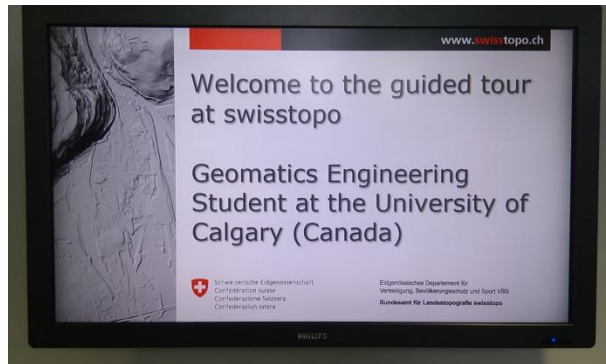 www.swisstopo.ch
Welcome to the guided tour
at swisstopo
Geomatics Engineering
Student at the University of
Calgary (Canada)
Schweizerische Eidgenossenschaft
Confédération suisse
Confederazione Svizzera
Confederaziun svizra
Eidgenössisches Departement für
Verteidigung, Bevölkerungsschutz und Sport VBS
Bundesamt für Landestopografie swisstopo
PHILIPS